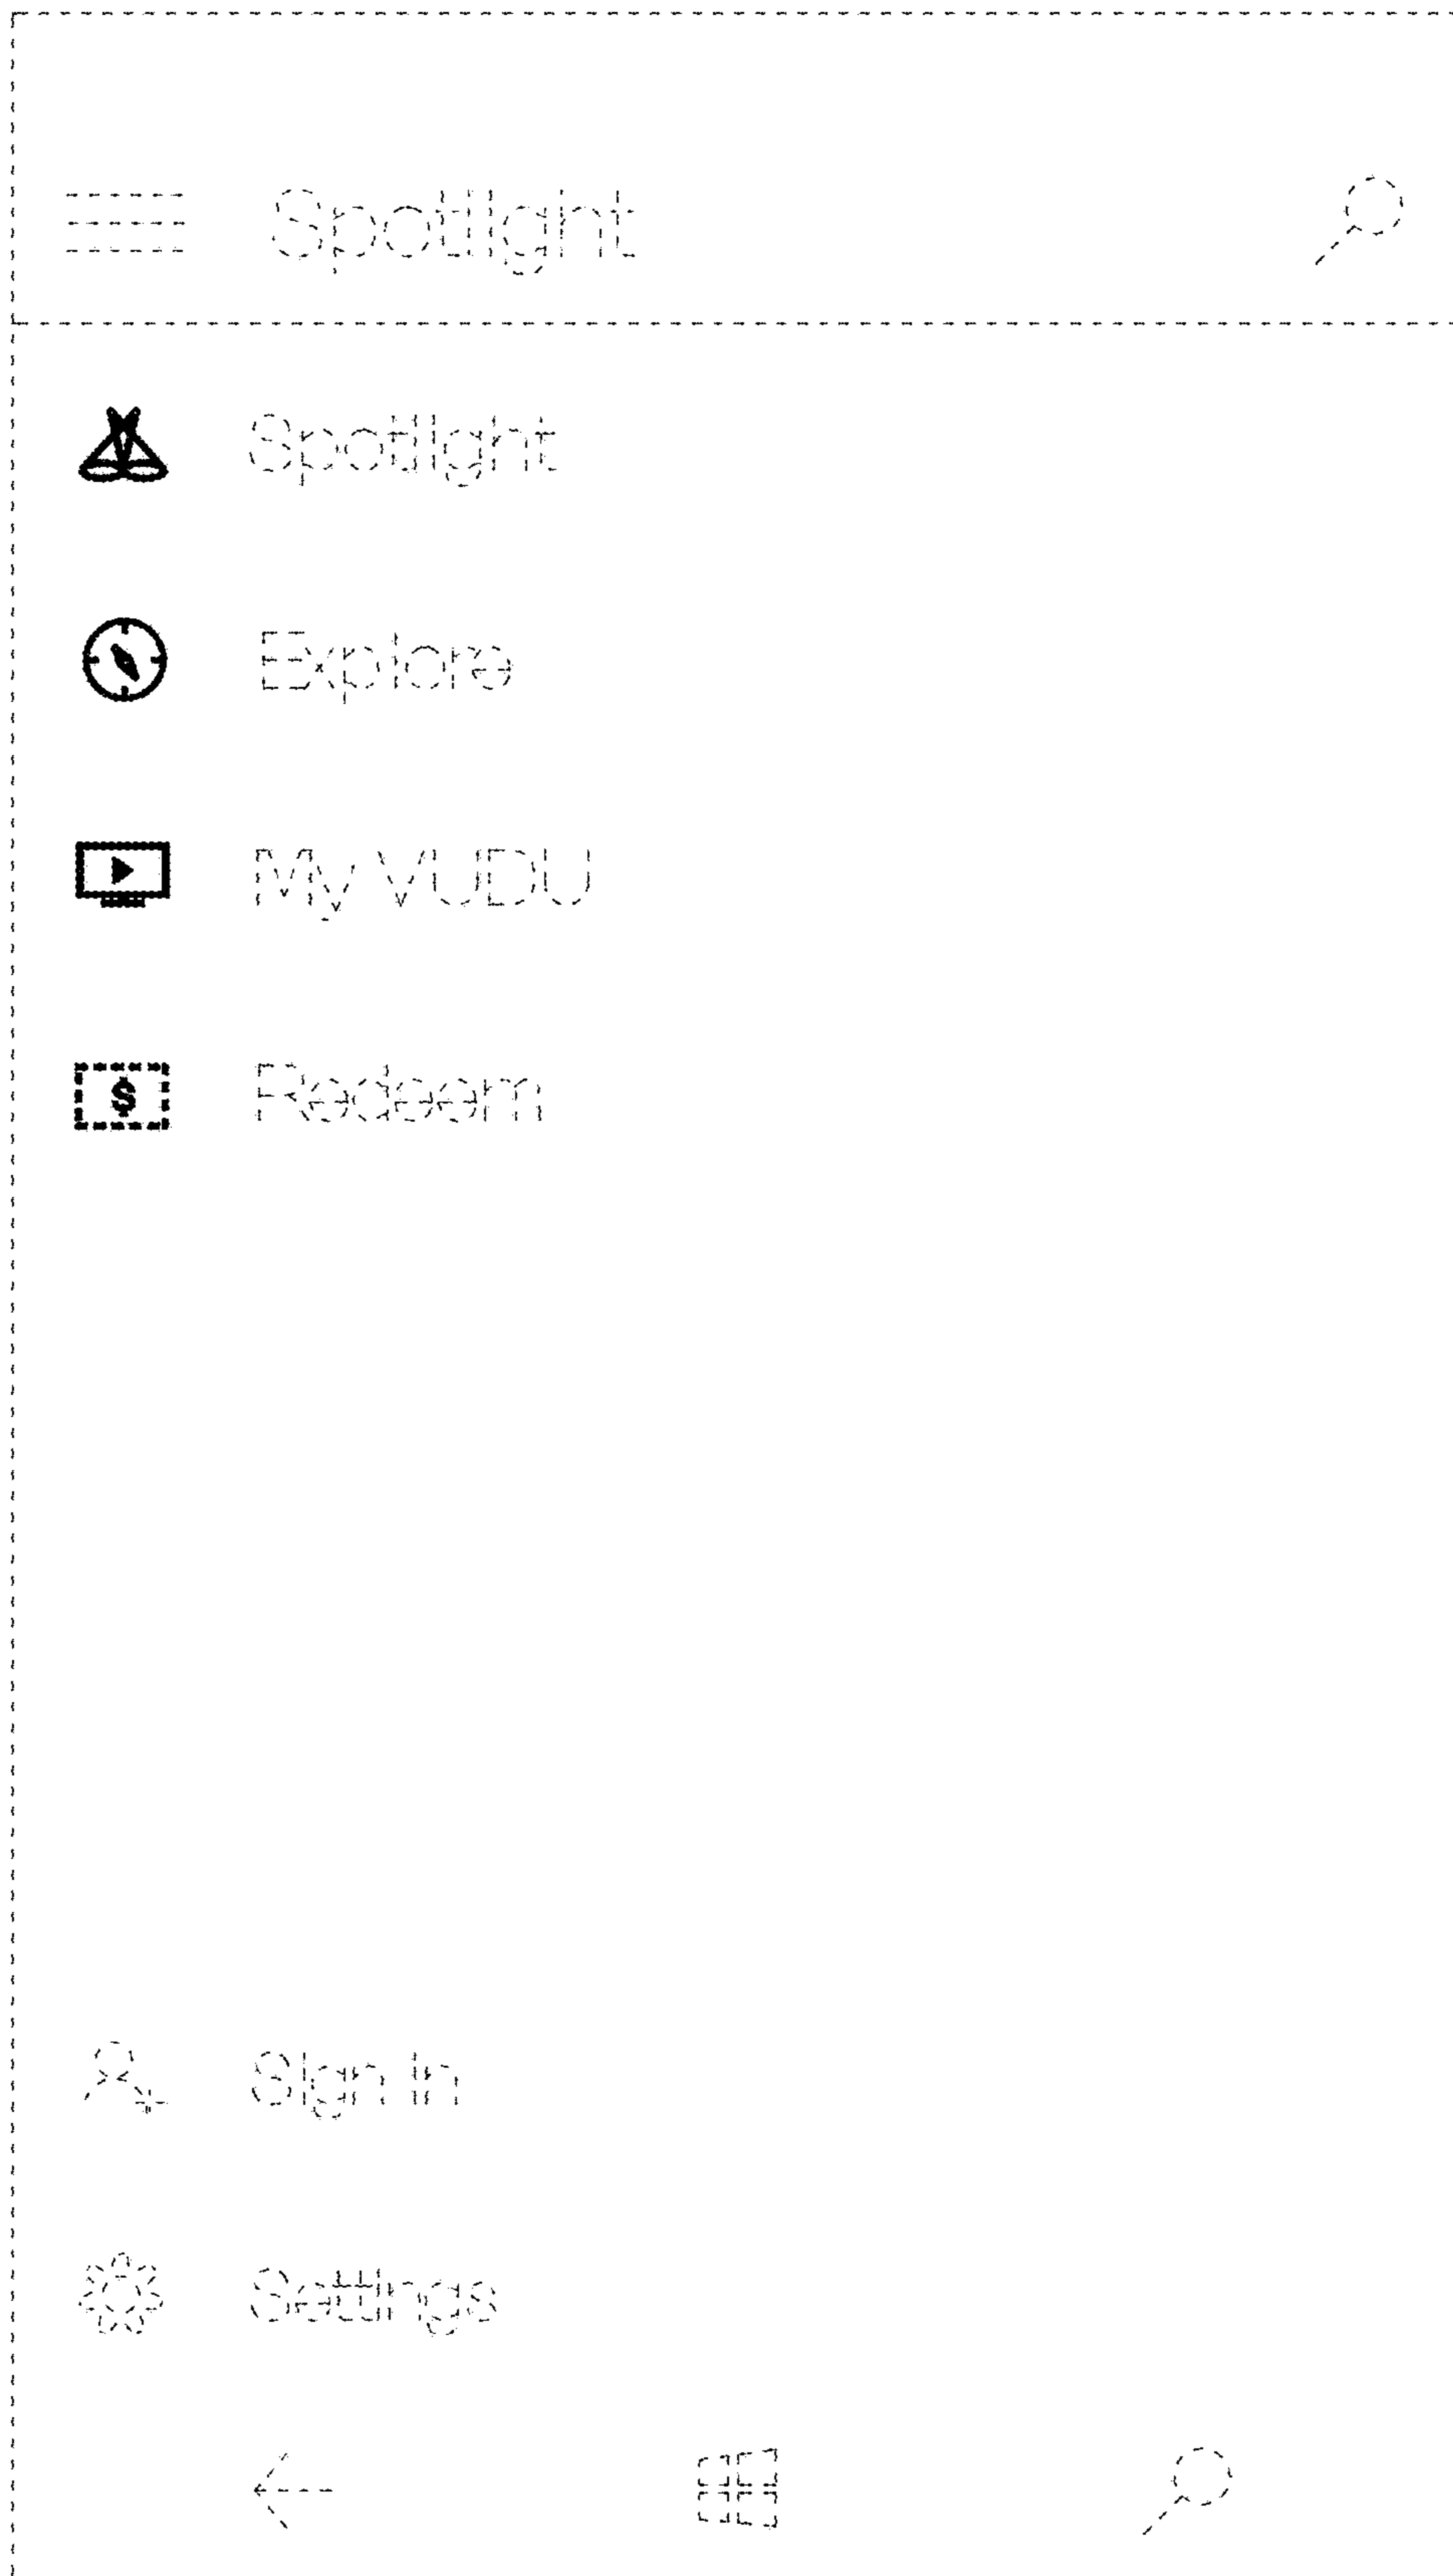 Spotlight
Spotlight
Explore
My VUDU
$
Redeem
Sign in
Settings